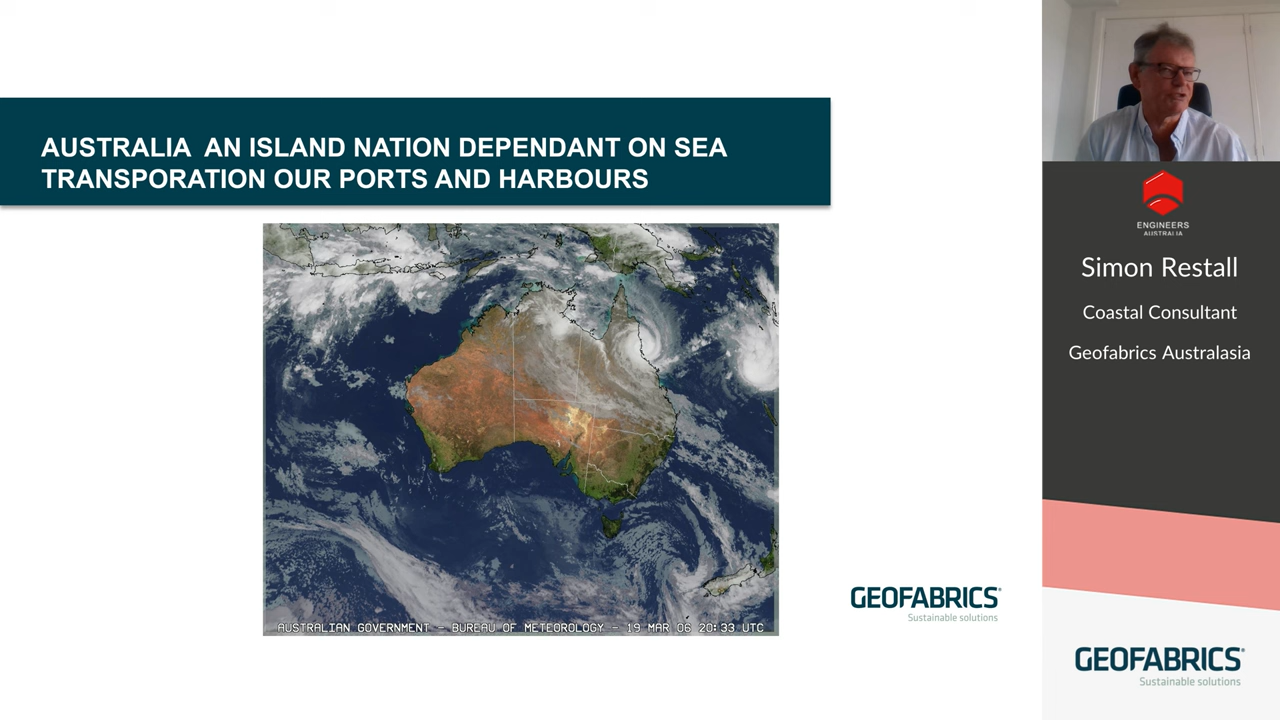 AUSTRALIA  AN ISLAND NATION DEPENDANT ON SEA
TRANSPORATION OUR PORTS AND HARBOURS
AUSTRALIAN GOVERNMENT - BUREAU OF METEOROLOGY - 19 MAR 06 20:33 UTC
GEOFABRICS
Sustainable solutions
ENGINEERS
AUSTRALIA
Simon Restall
Coastal Consultant
Geofabrics Australasia
GEOFABRICS
Sustainable solutions